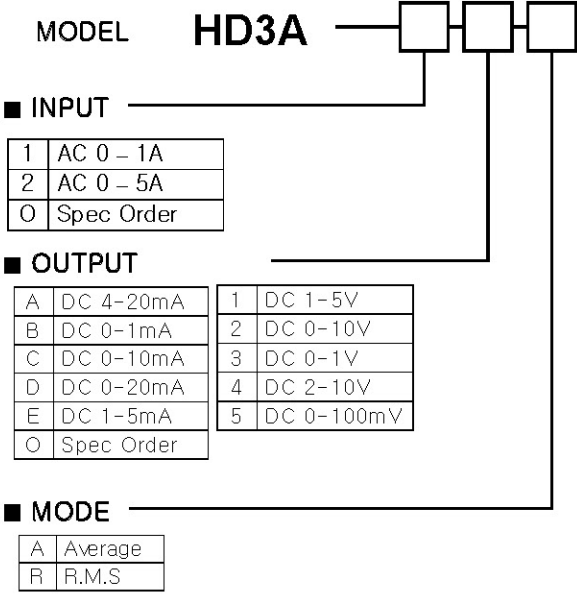 MODEL HD3A
■ INPUT
1 AC 0 – 1A
2 AC 0 – 5A
O Spec Order
■ OUTPUT
A DC 4-20mA
B DC 0-1mA
C DC 0-10mA
D DC 0-20mA
E DC 1-5mA
O Spec Order
1 DC 1-5V
2 DC 0-10V
3 DC 0-1V
4 DC 2-10V
5 DC 0-100mV
■ MODE
A Average
R R.M.S